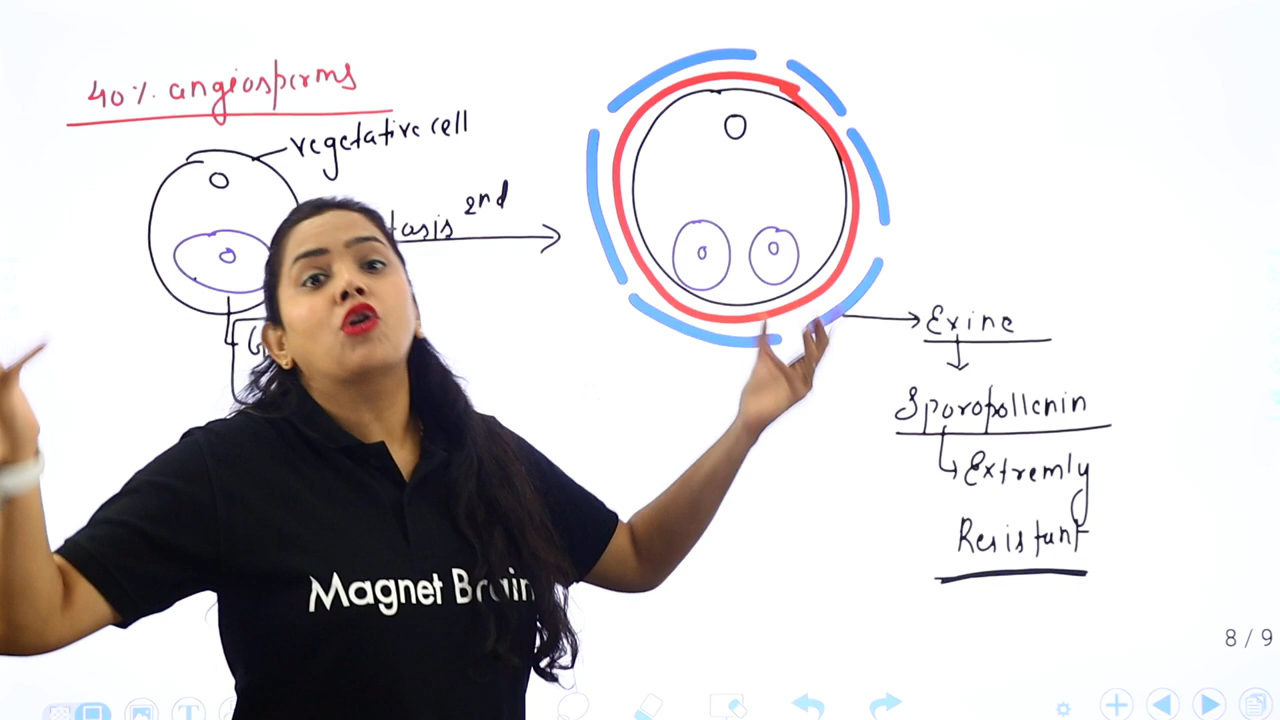 40% angiosperms
vegetative cell
2nd
Exine
Sporopollenin
Extremly
Resistant
Magnet Brain
8 / 9
T